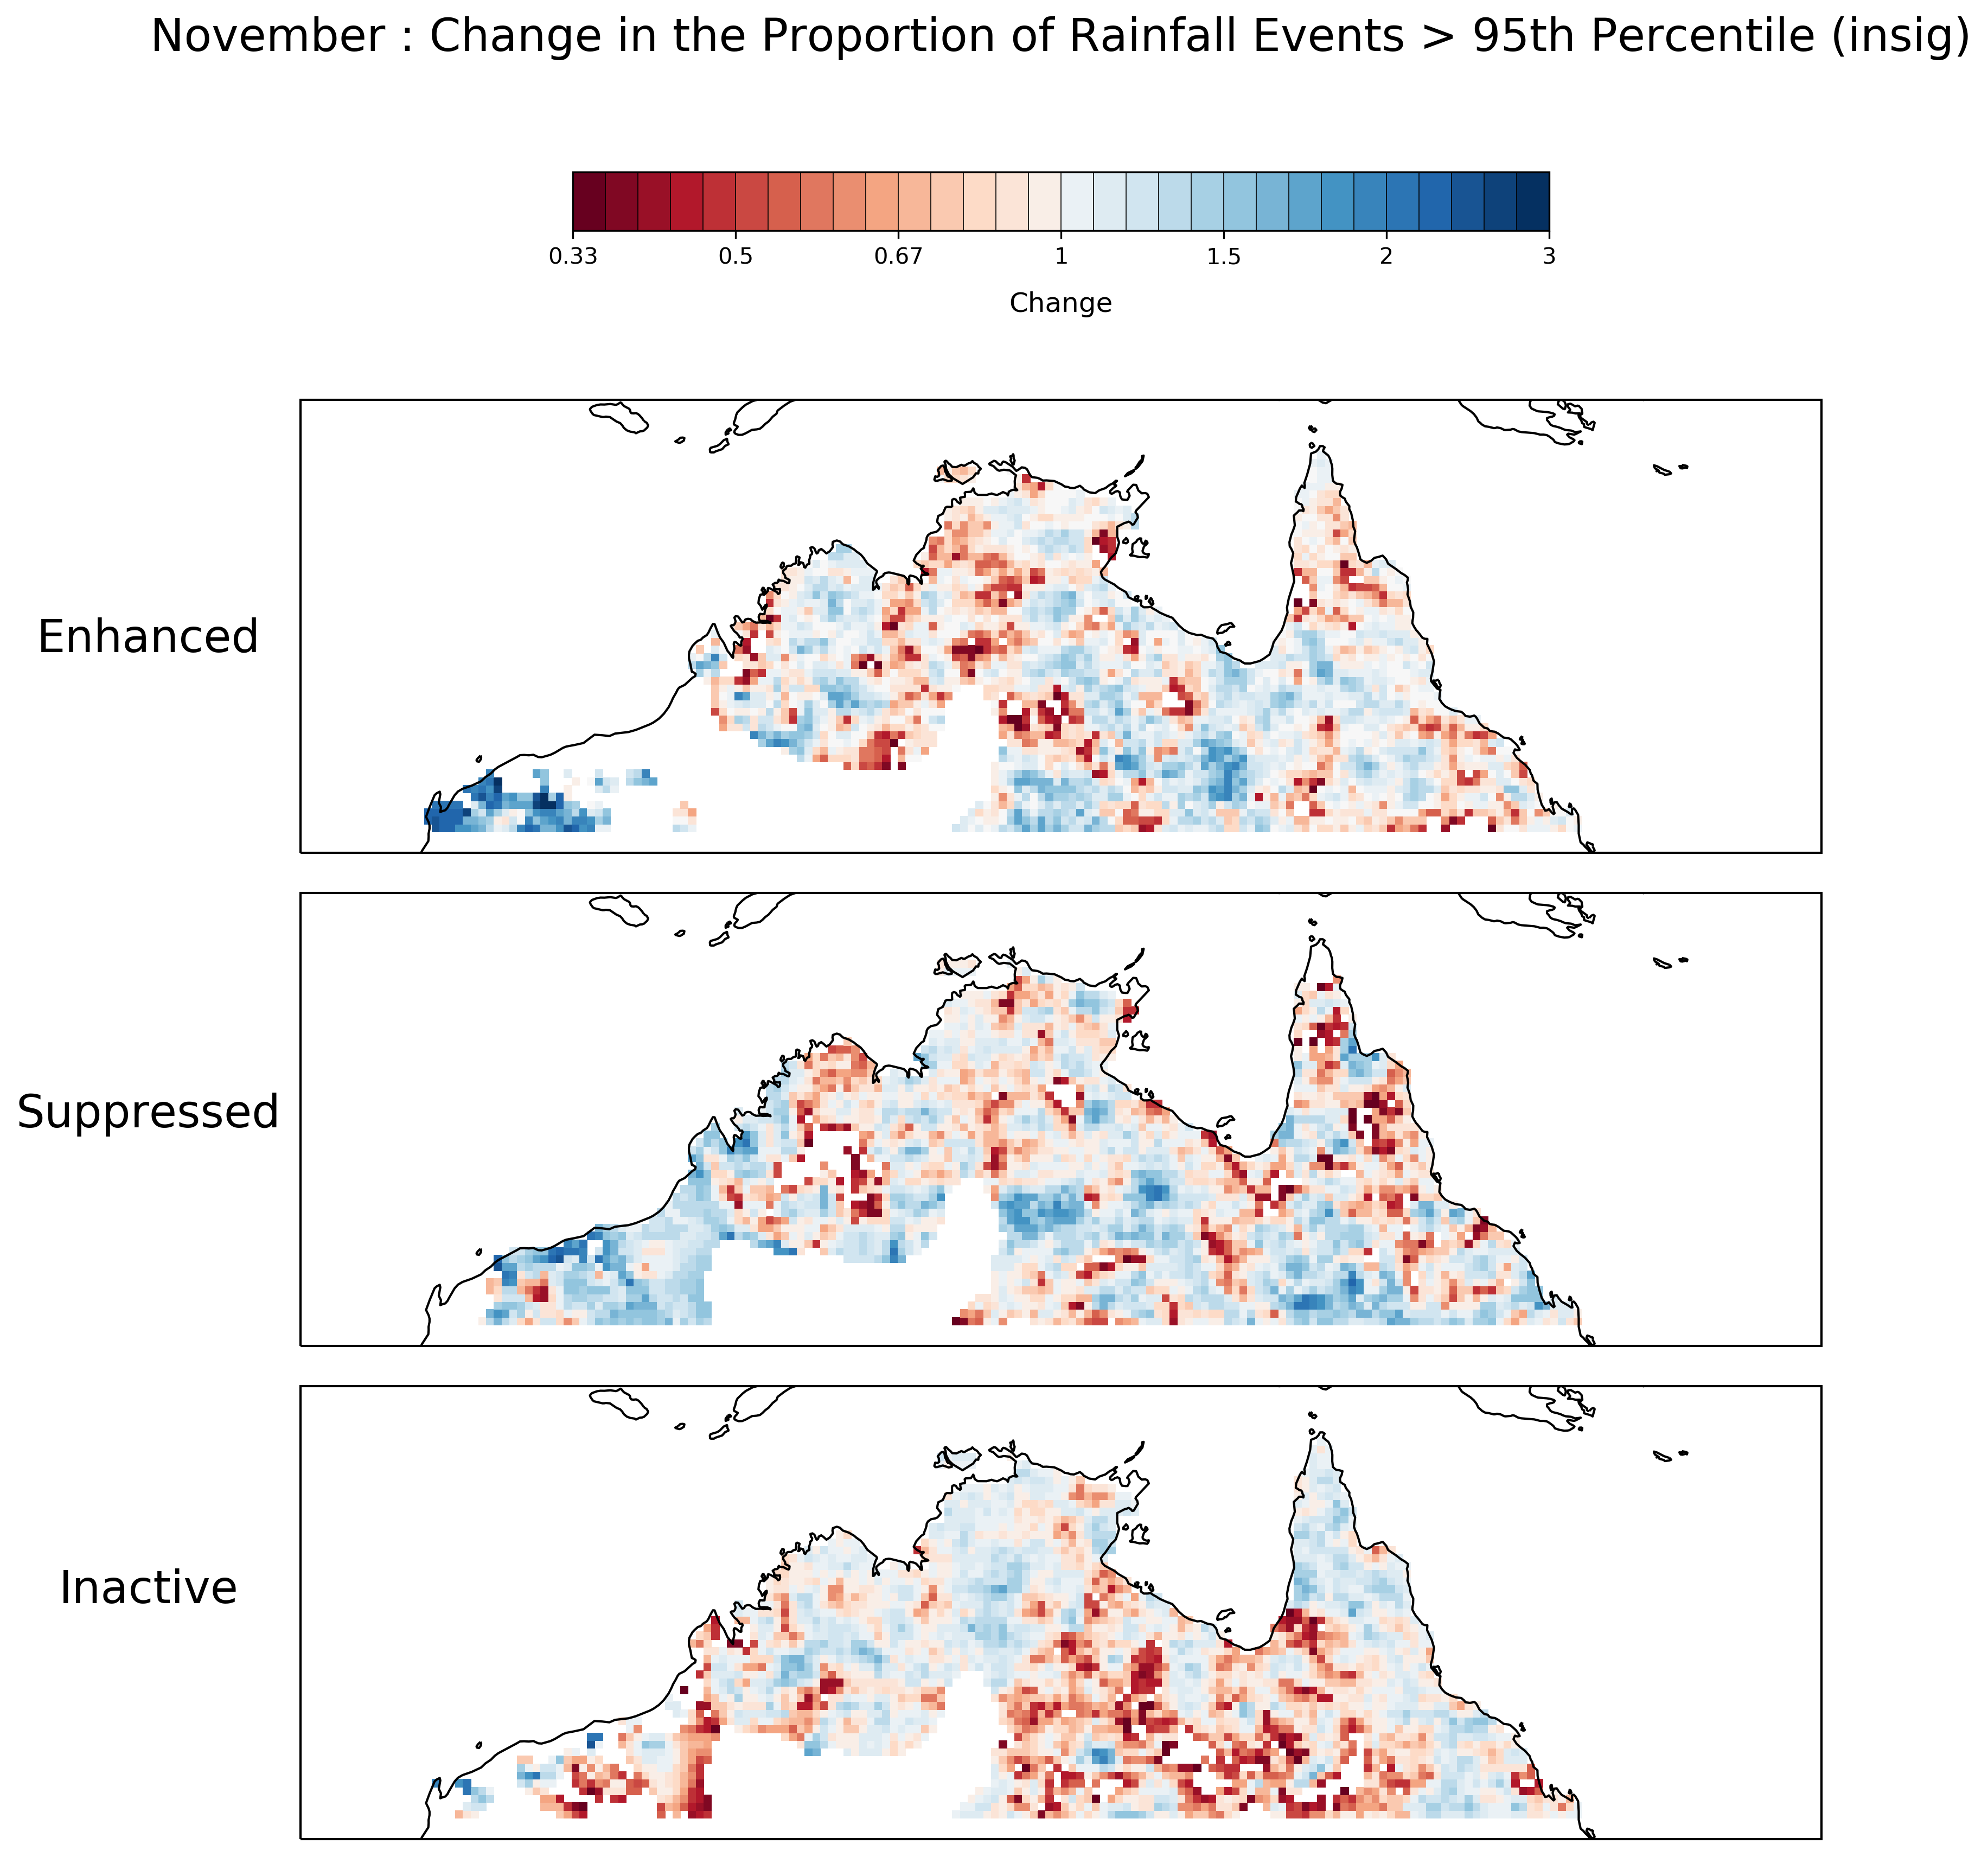 November : Change in the Proportion of Rainfall Events > 95th Percentile (insig)
0.33 0.5 0.67 1 1.5 2 3
Change
Enhanced
Suppressed
Inactive